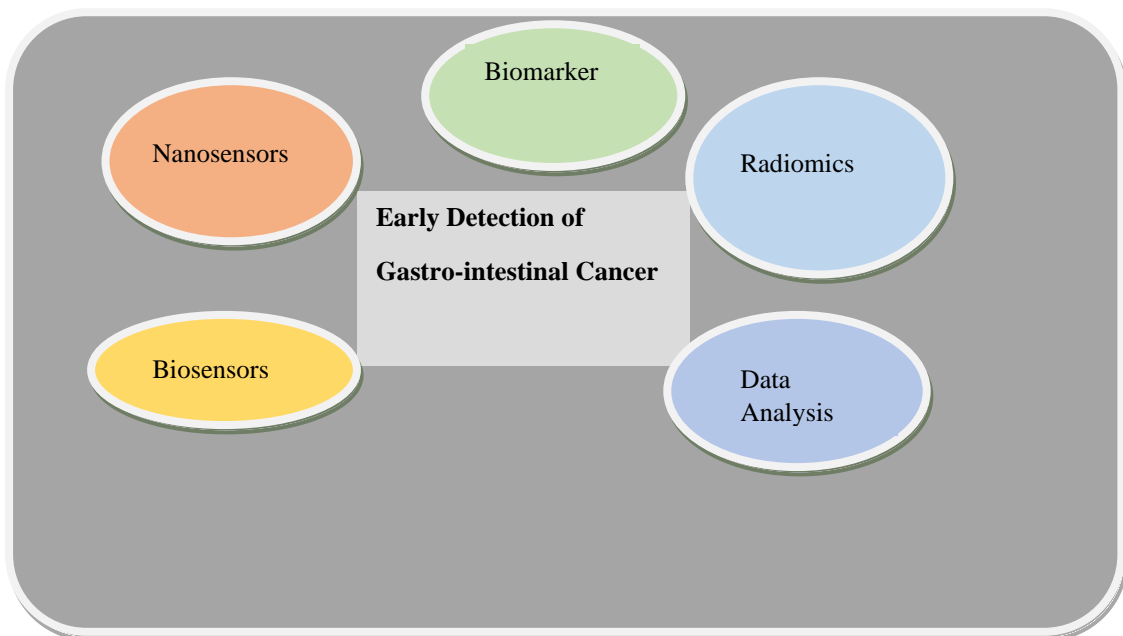 Biomarker
Nanosensors
Radiomics
Early Detection of
Gastro-intestinal Cancer
Biosensors
Data
Analysis